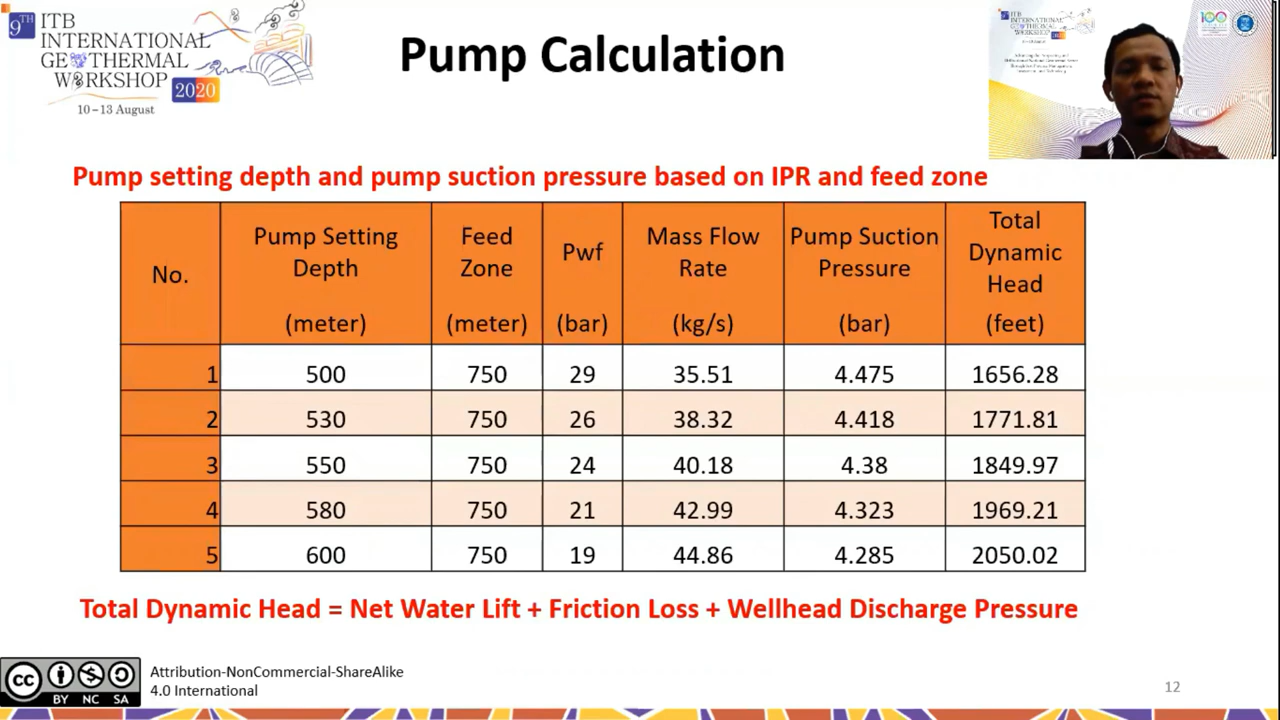 9TH ITB
INTERNATIONAL
GEOTHERMAL
WORKSHOP 2020
10 – 13 August
Pump Calculation
ITB
INTERNATIONAL
GEOTHERMAL
WORKSHOP
100
Pump setting depth and pump suction pressure based on IPR and feed zone
No. Pump Setting Depth (meter) Feed Zone (meter) Pwf (bar) Mass Flow Rate (kg/s) Pump Suction Pressure (bar) Total Dynamic Head (feet)
1 500 750 29 35.51 4.475 1656.28
2 530 750 26 38.32 4.418 1771.81
3 550 750 24 40.18 4.38 1849.97
4 580 750 21 42.99 4.323 1969.21
5 600 750 19 44.86 4.285 2050.02
Total Dynamic Head = Net Water Lift + Friction Loss + Wellhead Discharge Pressure
cc BY NC SA
Attribution-NonCommercial-ShareAlike
4.0 International
12